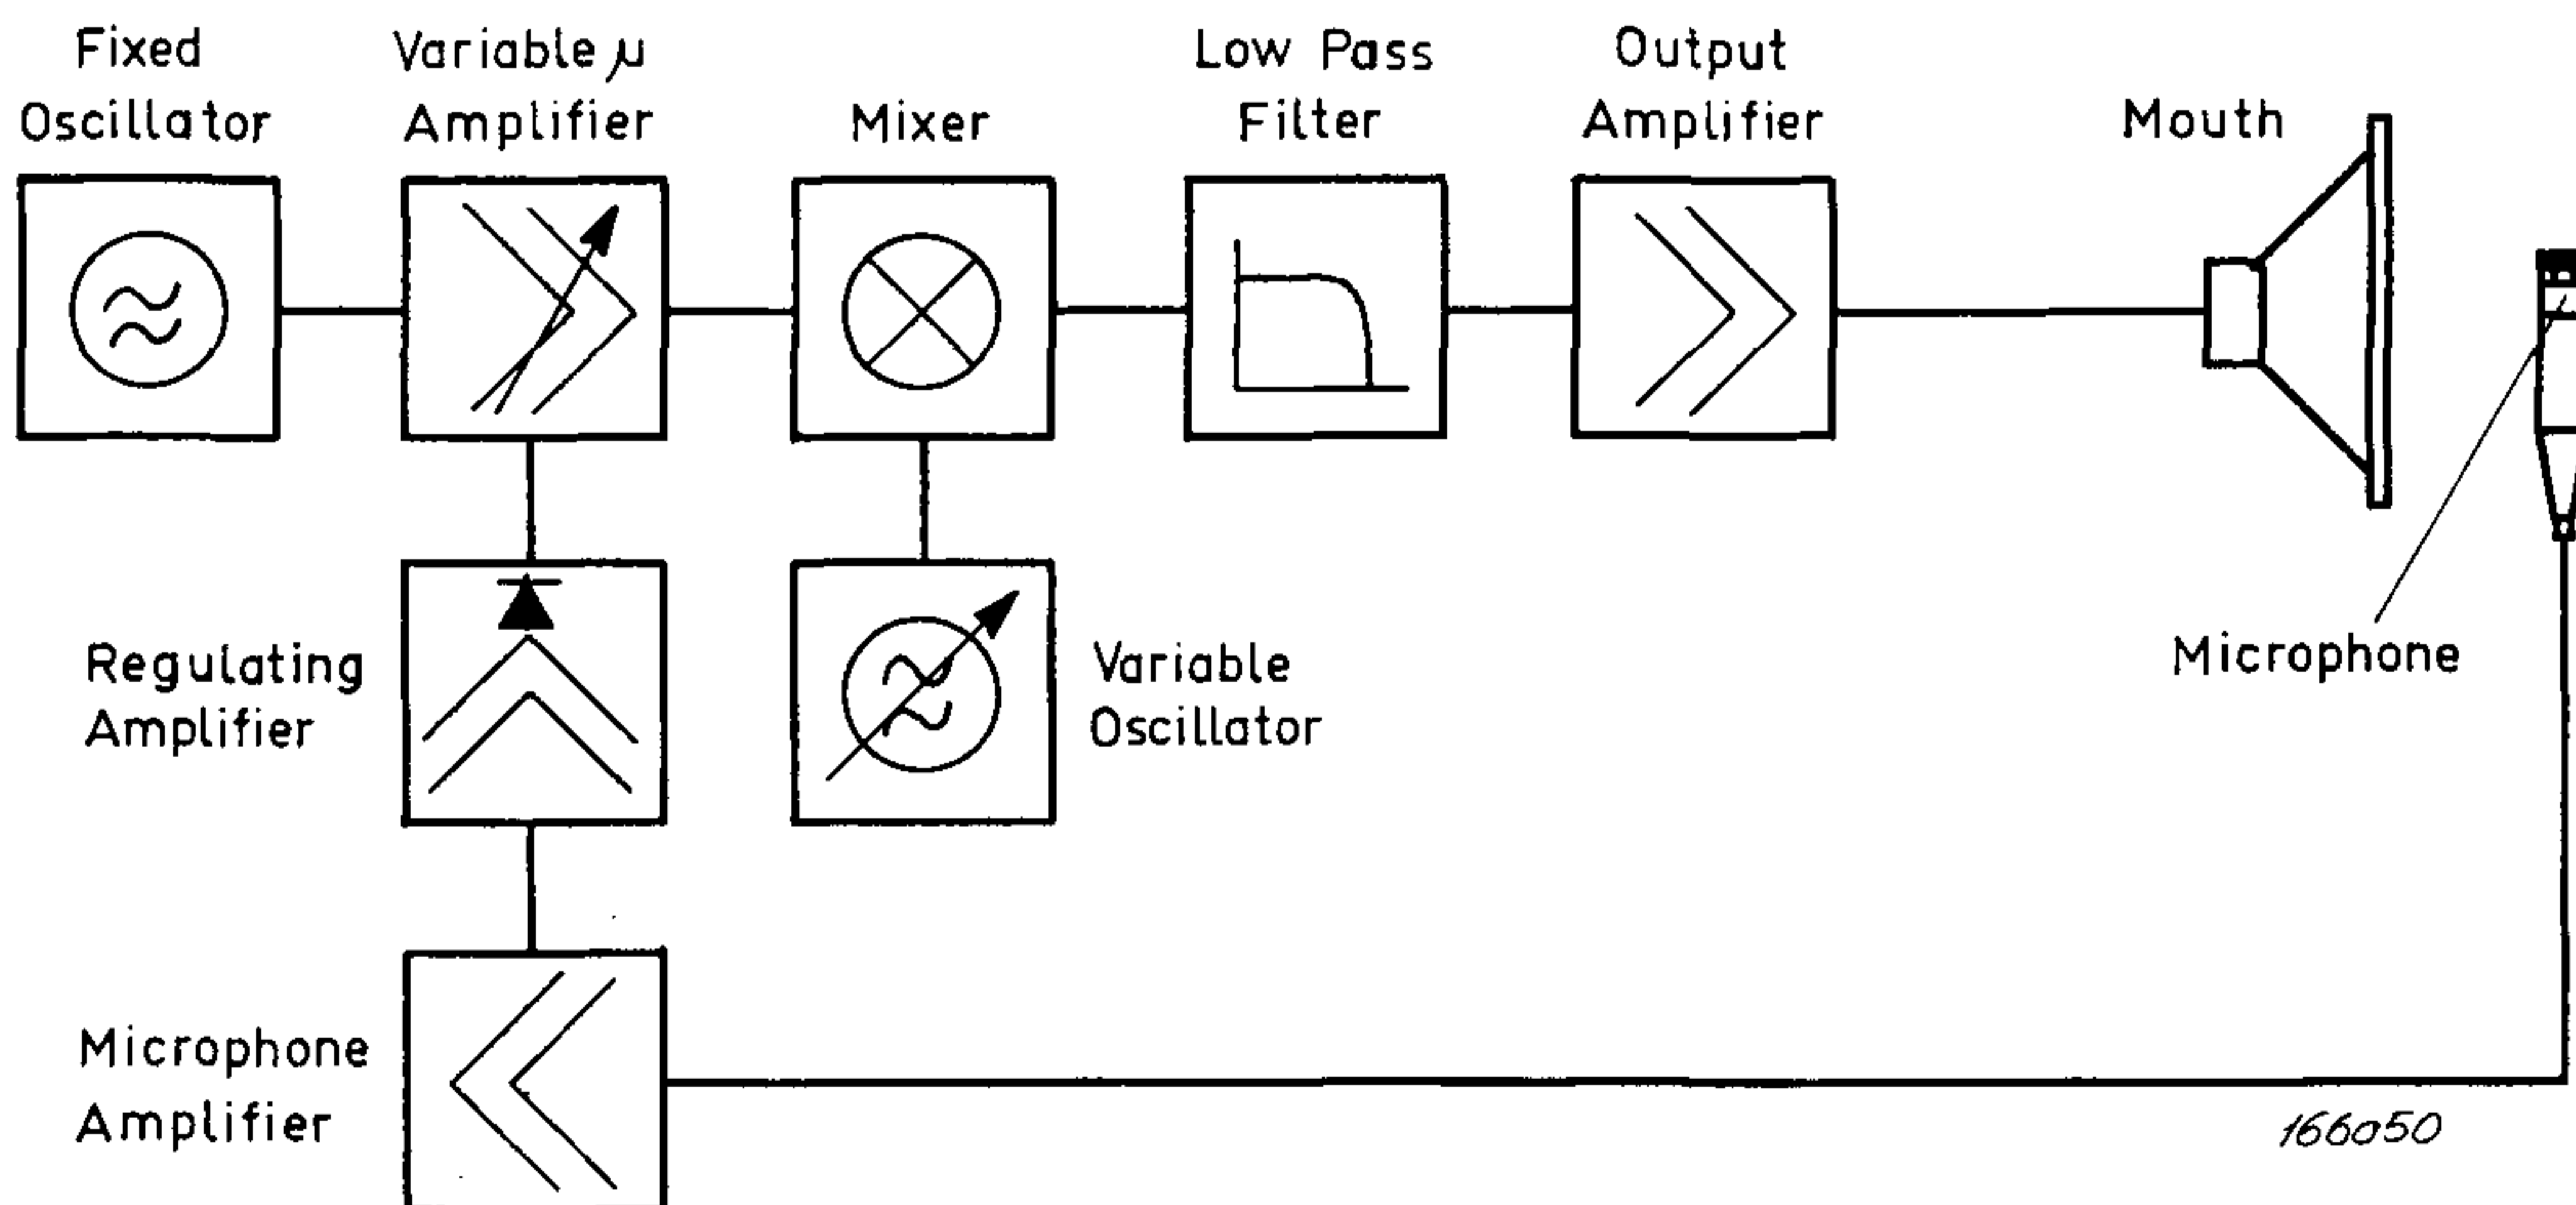 Fixed
Oscillator
Variable μ
Amplifier
Mixer
Low Pass
Filter
Output
Amplifier
Mouth
Regulating
Amplifier
Variable
Oscillator
Microphone
Microphone
Amplifier
166050